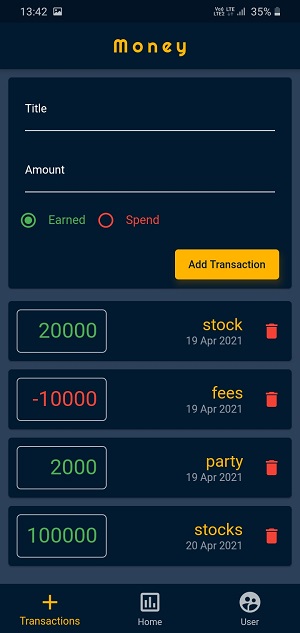 13:42 Vo) LTE LTE2 35%
Money
Title
Amount
Earned Spend
Add Transaction
20000 stock
19 Apr 2021
-10000 fees
19 Apr 2021
2000 party
19 Apr 2021
100000 stocks
20 Apr 2021
Transactions Home User